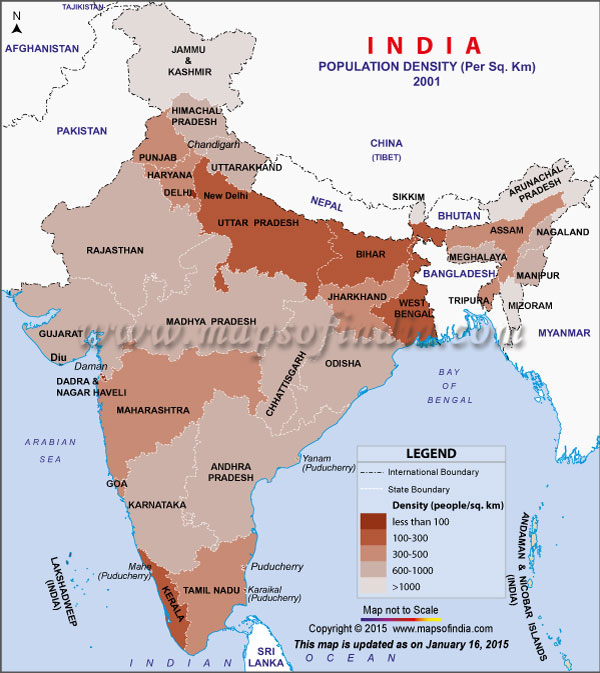 TAJIKISTAN
N
AFGHANISTAN
JAMMU
&
KASHMIR
INDIA
POPULATION DENSITY (Per Sq. Km)
2001
PAKISTAN
HIMACHAL
PRADESH
Chandigarh
PUNJAB
UTTARAKHAND
CHINA
(TIBET)
HARYANA
DELHI
New Delhi
NEPAL
SIKKIM
BHUTAN
ARUNACHAL
PRADESH
ASSAM
NAGALAND
UTTAR PRADESH
RAJASTHAN
BIHAR
MEGHALAYA
BANGLADESH
MANIPUR
JHARKHAND
WEST
BENGAL
TRIPURA
MIZORAM
MYANMAR
GUJARAT
MADHYA PRADESH
www.mapsofindia.com
Diu
Daman
DADRA &
NAGAR HAVELI
CHHATTISGARH
ODISHA
BAY
OF
BENGAL
MAHARASHTRA
ARABIAN
SEA
Yanam
(Puducherry)
ANDHRA
PRADESH
GOA
KARNATAKA
LEGEND
International Boundary
State Boundary
Density (people/sq. km)
less than 100
100-300
300-500
600-1000
>1000
Map not to Scale
Copyright © 2015 www.mapsofindia.com
This map is updated as on January 16, 2015
ANDAMAN & NICOBAR ISLANDS
(INDIA)
LAKSHADWEEP
(INDIA)
Mahe
(Puducherry)
KERALA
TAMIL NADU
Puducherry
Karaikal
(Puducherry)
SRI
LANKA
INDIAN OCEAN